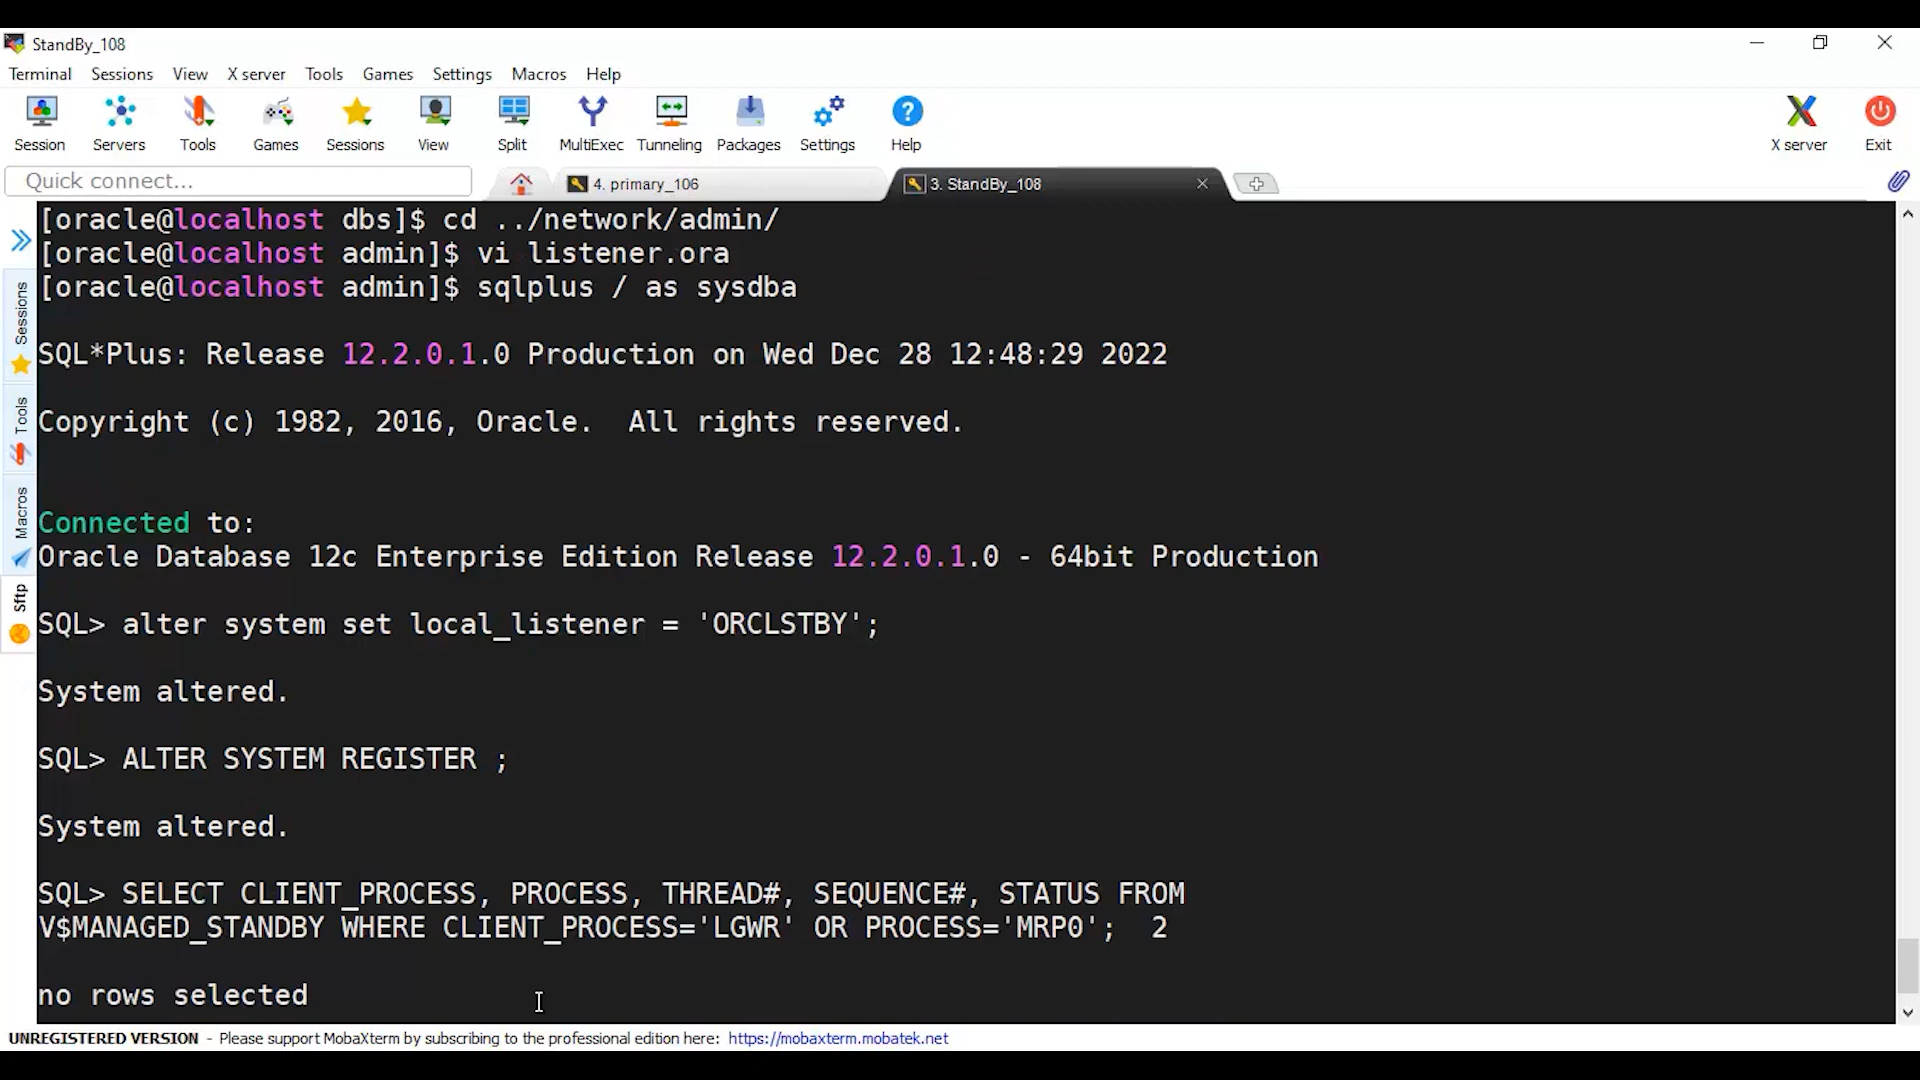 StandBy_108
Terminal Sessions View X server Tools Games Settings Macros Help
Session Servers Tools Games Sessions View Split MultiExec Tunneling Packages Settings Help X server Exit
Quick connect... 4. primary_106 3. StandBy_108
Sessions
Tools
Macros
Sftp
[oracle@localhost dbs]$ cd ../network/admin/
[oracle@localhost admin]$ vi listener.ora
[oracle@localhost admin]$ sqlplus / as sysdba
SQL*Plus: Release 12.2.0.1.0 Production on Wed Dec 28 12:48:29 2022
Copyright (c) 1982, 2016, Oracle.  All rights reserved.
Connected to:
Oracle Database 12c Enterprise Edition Release 12.2.0.1.0 - 64bit Production
SQL> alter system set local_listener = 'ORCLSTBY';
System altered.
SQL> ALTER SYSTEM REGISTER ;
System altered.
SQL> SELECT CLIENT_PROCESS, PROCESS, THREAD#, SEQUENCE#, STATUS FROM
V$MANAGED_STANDBY WHERE CLIENT_PROCESS='LGWR' OR PROCESS='MRP0';  2
no rows selected
UNREGISTERED VERSION - Please support MobaXterm by subscribing to the professional edition here: https://mobaxterm.mobatek.net